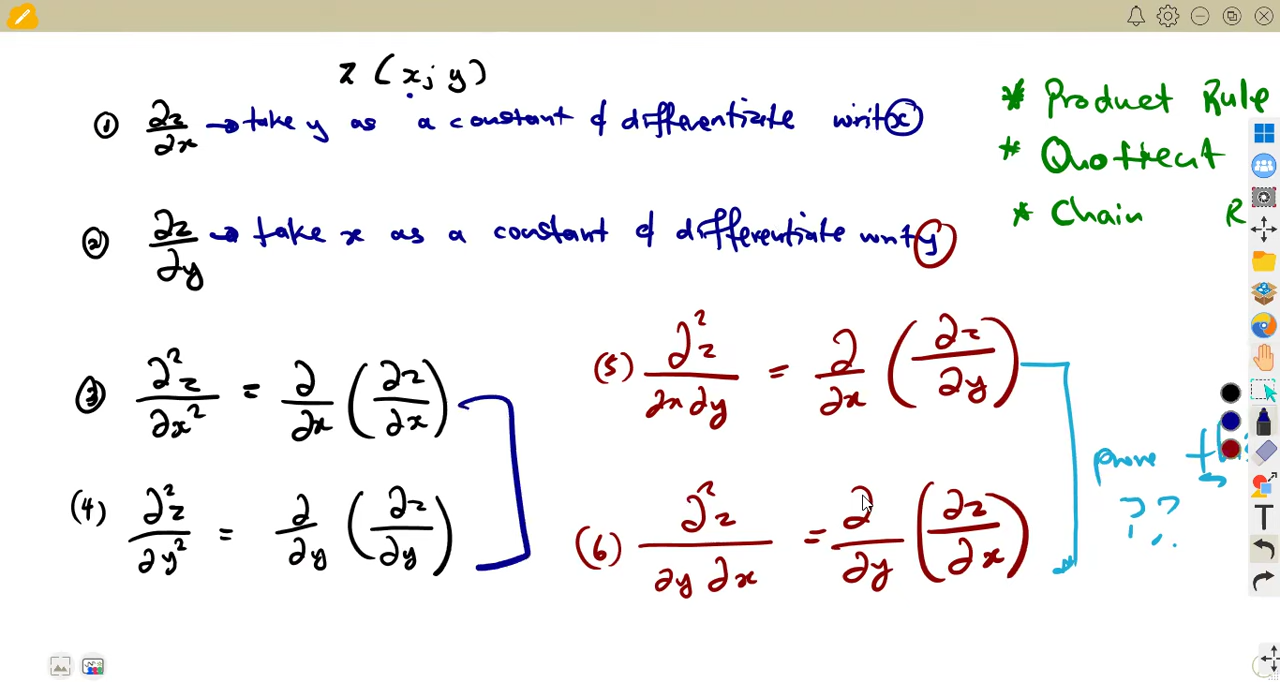 z (x; y)
① ∂z/∂x → take y as a constant & differentiate wrt x
② ∂z/∂y → take x as a constant & differentiate wrt y
③ ∂²z/∂x² = ∂/∂x (∂z/∂x)
(4) ∂²z/∂y² = ∂/∂y (∂z/∂y)
(5) ∂²z/∂x ∂y = ∂/∂x (∂z/∂y)
(6) ∂²z/∂y ∂x = ∂/∂y (∂z/∂x)
prove
??
* Product Rule
* Quotient
* Chain R
T